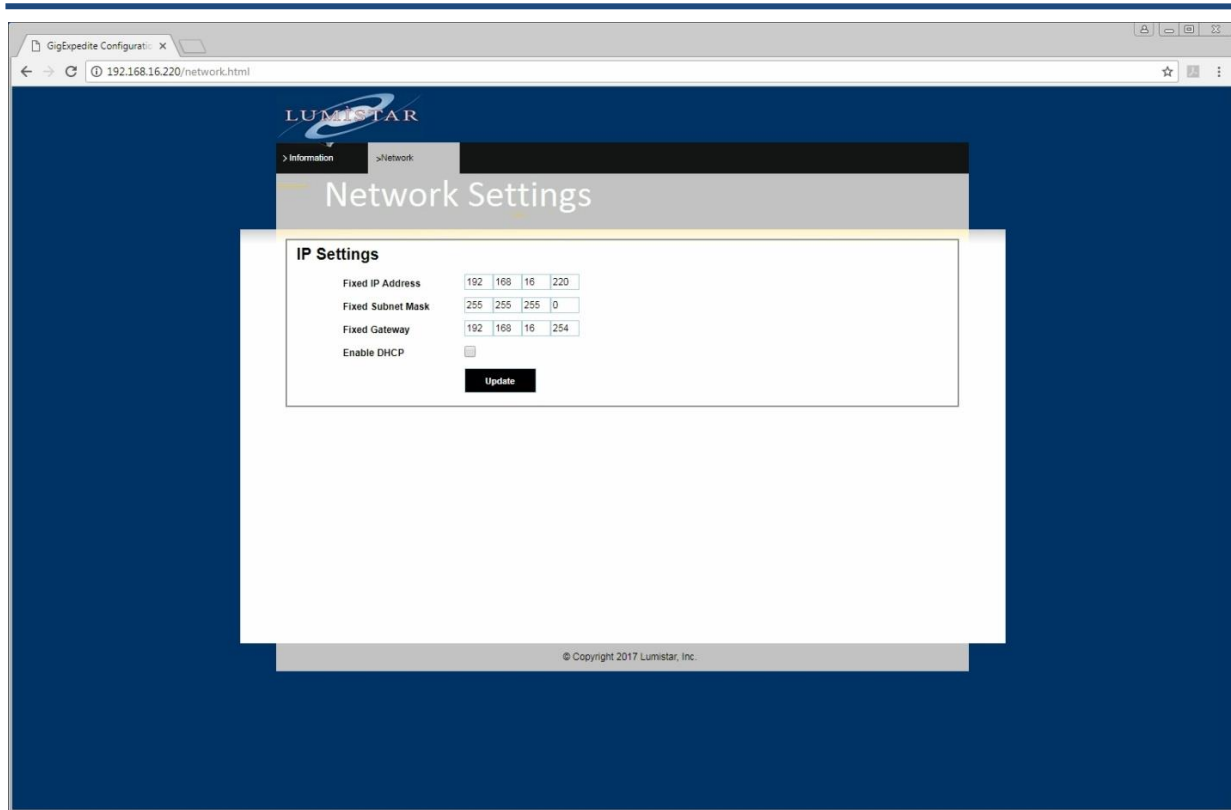 GigExpedite Configuratio
192.168.16.220/network.html
LUMISTAR
> Information >Network
Network Settings
IP Settings
Fixed IP Address 192 168 16 220
Fixed Subnet Mask 255 255 255 0
Fixed Gateway 192 168 16 254
Enable DHCP
Update
© Copyright 2017 Lumistar, Inc.